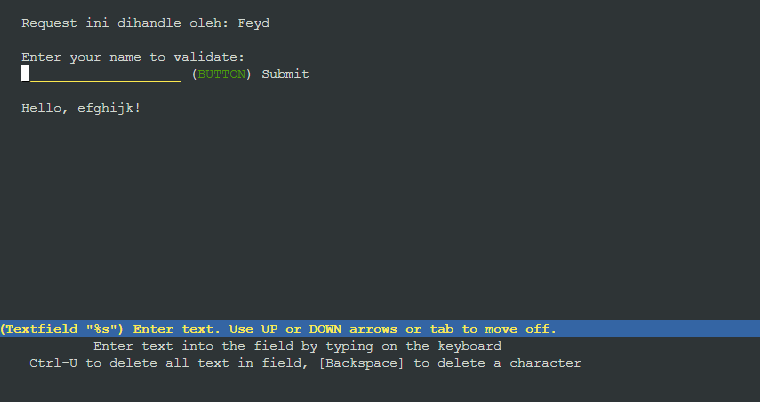 Request ini dihandle oleh: Feyd
Enter your name to validate:
____________________ (BUTTON) Submit
Hello, efghijk!
(Textfield "%s") Enter text. Use UP or DOWN arrows or tab to move off.
Enter text into the field by typing on the keyboard
Ctrl-U to delete all text in field, [Backspace] to delete a character